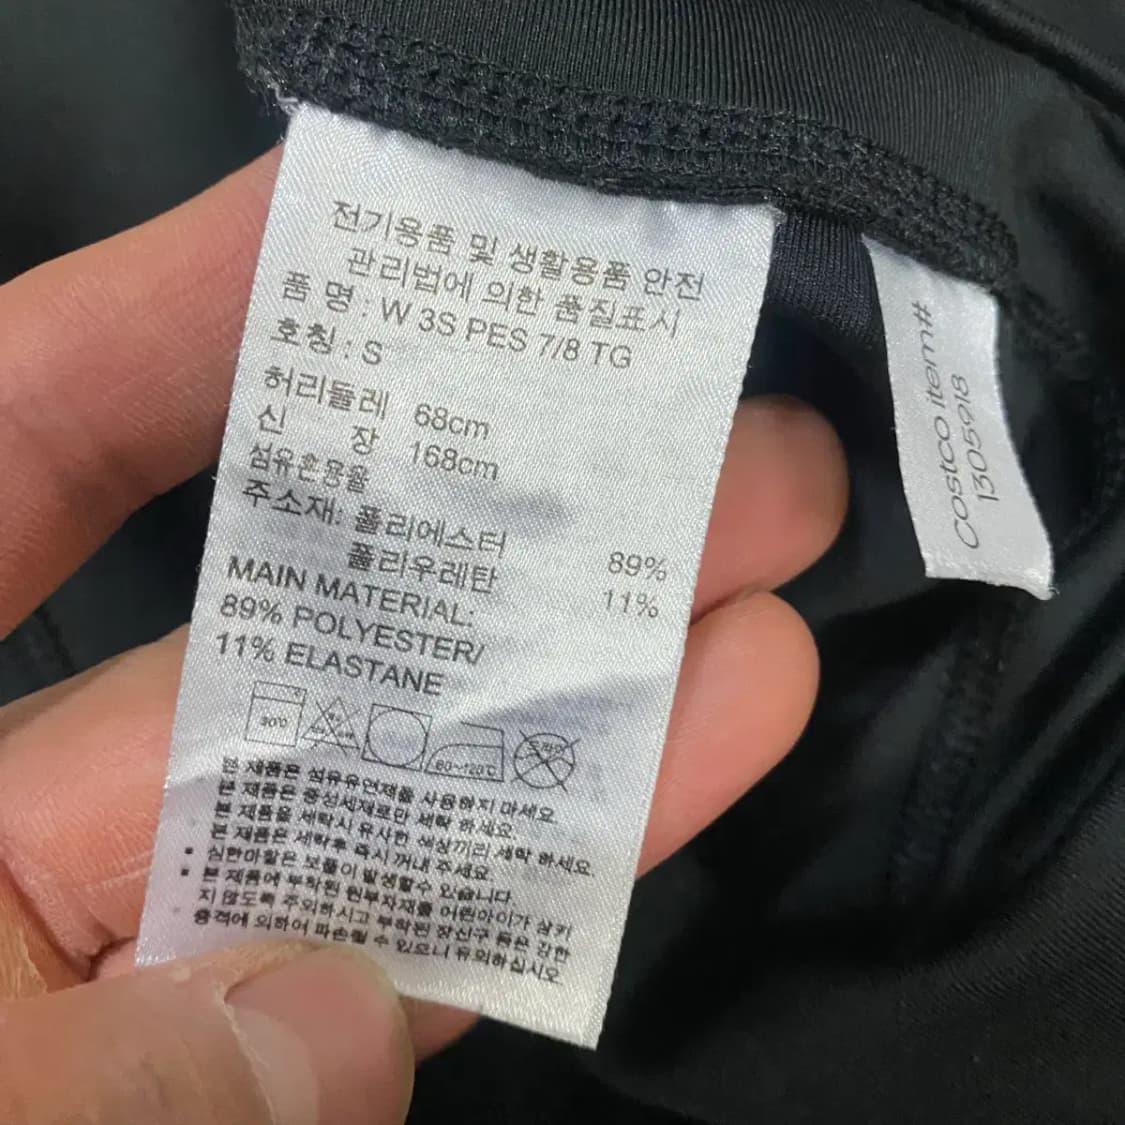 전기용품 및 생활용품 안전
관리법에 의한 품질표시
품 명 : W 3S PES 7/8 TG
호칭 : S
허리둘레 68cm
신 장 168cm
섬유혼용율
주소재: 폴리에스터 89%
폴리우레탄 11%
MAIN MATERIAL:
89% POLYESTER/
11% ELASTANE
30℃
60~120℃
드라이
본 제품은 섬유유연제를 사용하지 마세요
본 제품은 중성세제로만 세탁 하세요.
본 제품을 세탁시 유사한 색상끼리 세탁 하세요.
본 제품은 세탁후 즉시 꺼내 주세요.
▪ 심한마찰은 보풀이 발생할수 있습니다
▪ 본 제품에 부착된 원부자재를 어린아이가 삼키
지 않도록 주의하시고 부착된 장신구 등은 강한
충격에 의하여 파손될 수 있으니 유의하십시오
Costco item#
1305918